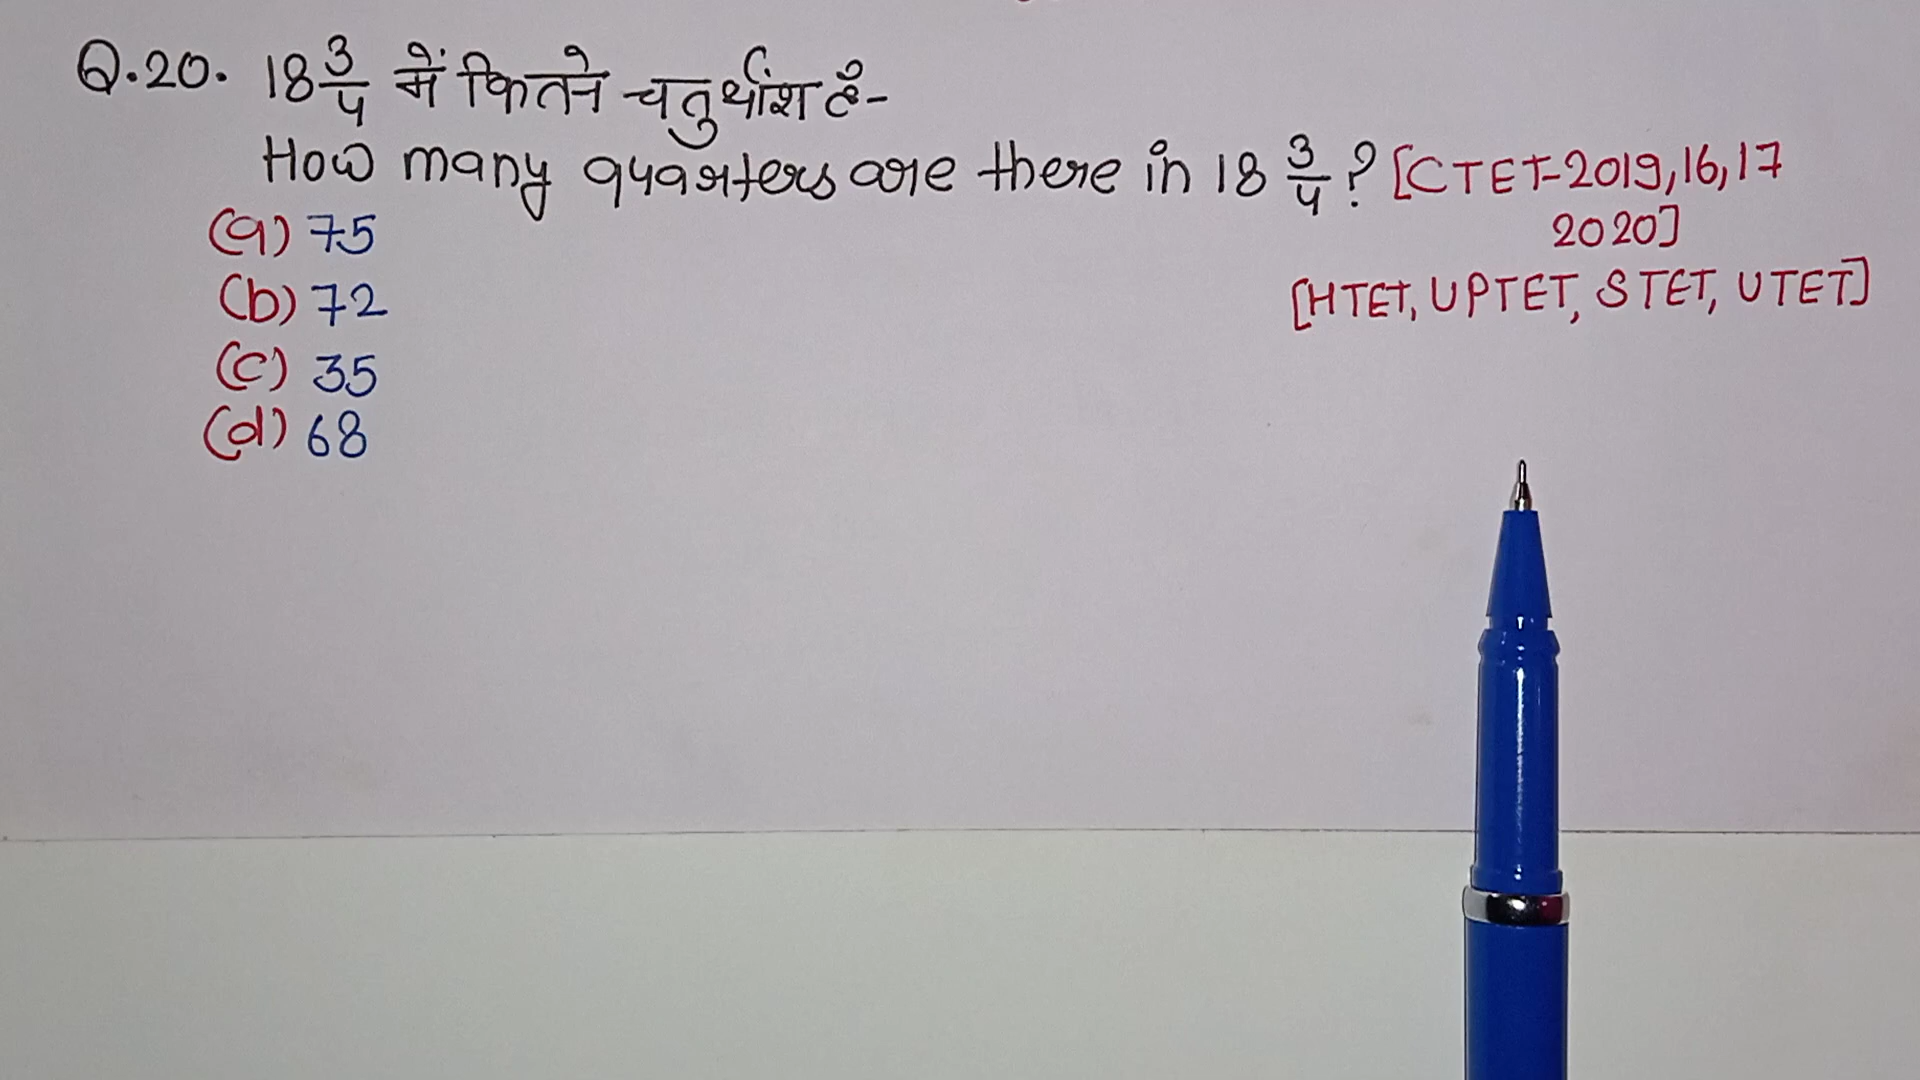 Q.20. 18 3/4 में कितने चतुर्थांश है-
How many quarters are there in 18 3/4 ? [CTET-2019,16,17
2020]
(a) 75
(b) 72
[HTET, UPTET, STET, UTET]
(c) 35
(d) 68